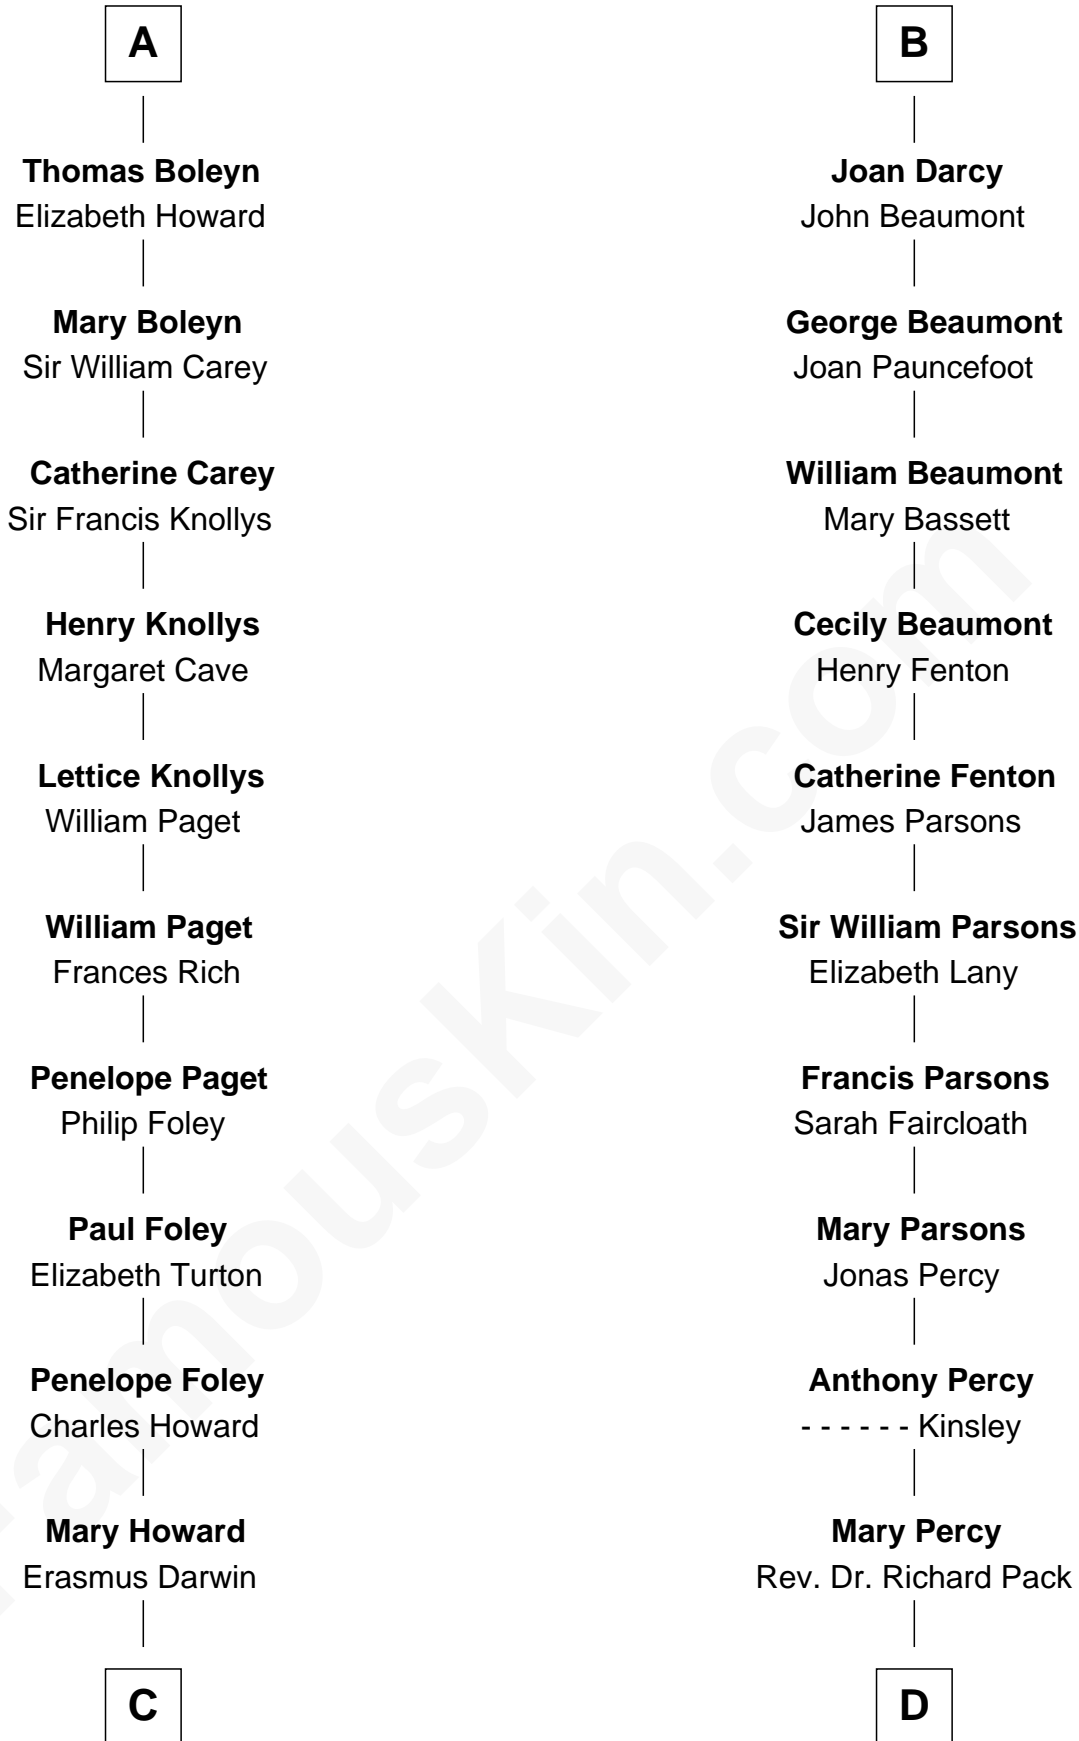 A
Thomas Boleyn
Elizabeth Howard
Mary Boleyn
Sir William Carey
Catherine Carey
Sir Francis Knollys
Henry Knollys
Margaret Cave
Lettice Knollys
William Paget
William Paget
Frances Rich
Penelope Paget
Philip Foley
Paul Foley
Elizabeth Turton
Penelope Foley
Charles Howard
Mary Howard
Erasmus Darwin
C
B
Joan Darcy
John Beaumont
George Beaumont
Joan Pauncefoot
William Beaumont
Mary Bassett
Cecily Beaumont
Henry Fenton
Catherine Fenton
James Parsons
Sir William Parsons
Elizabeth Lany
Francis Parsons
Sarah Faircloath
Mary Parsons
Jonas Percy
Anthony Percy
- - - - - - Kinsley
Mary Percy
Rev. Dr. Richard Pack
D
FamousKin.com